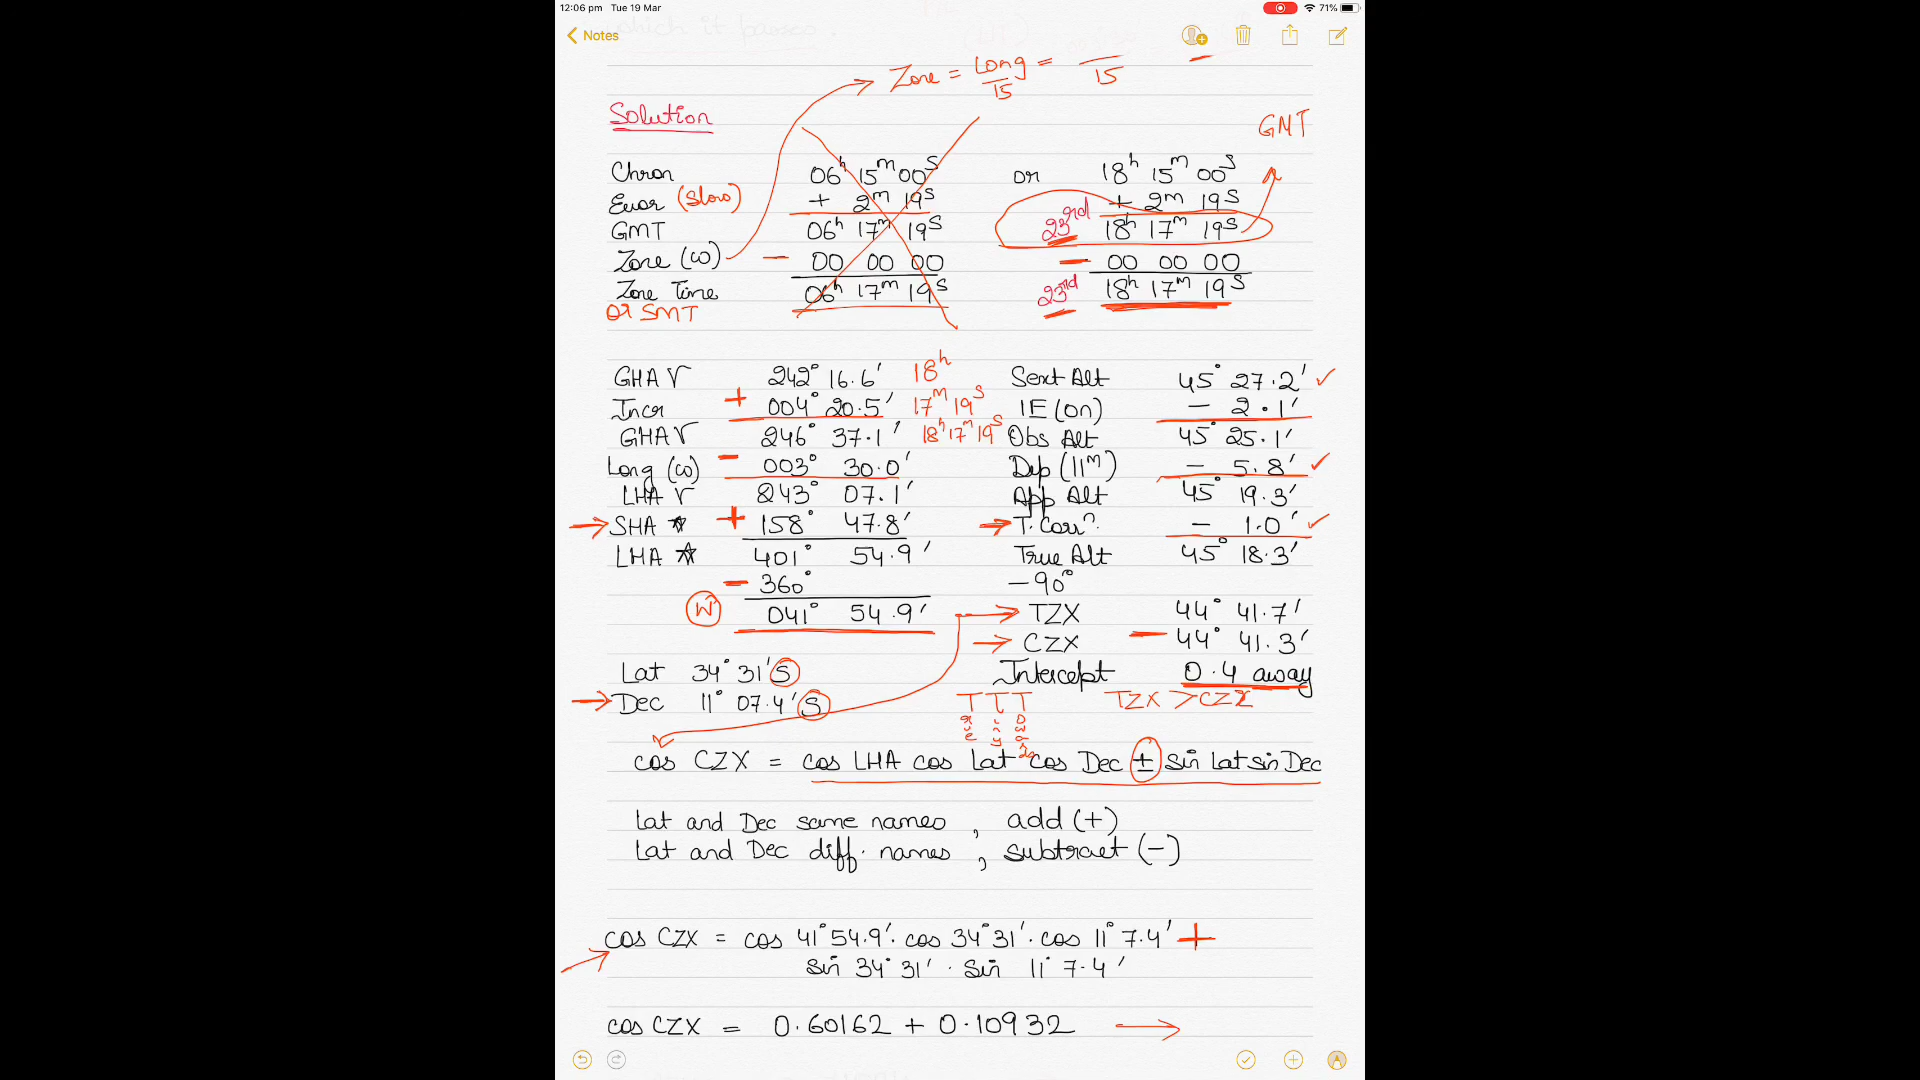 12:06 pm Tue 19 Mar 71%
Notes
which it passes.
Zone = Long/15 = —/15
Solution
GMT
Chron 06h 15m 00s or 18h 15m 00s
Error (slow) + 2m 19s + 2m 19s
GMT 06h 17m 19s 23rd 18h 17m 19s
Zone (W) – 00 00 00 – 00 00 00
Zone Time 06h 17m 19s 23rd 18h 17m 19s
or SMT
GHA ♈ 242° 16.6' 18h Sext Alt 45° 27.2' ✓
Incr + 004° 20.5' 17m 19s IE (on) – 2.1'
GHA ♈ 246° 37.1' 18h 17m 19s Obs Alt 45° 25.1'
Long (W) – 003° 30.0' Dip (11m) – 5.8' ✓
LHA ♈ 243° 07.1' App Alt 45° 19.3'
→ SHA ☆ + 158° 47.8' → T. Corrn. – 1.0' ✓
LHA ☆ 401° 54.9' True Alt 45° 18.3'
– 360° –90°
W 041° 54.9' → TZX 44° 41.7'
→ CZX – 44° 41.3'
Lat 34° 31' S Intercept 0.4 away
→ Dec 11° 07.4' S T T T TZX > CZX
rue iny owar
cos CZX = cos LHA cos Lat cos Dec ± sin Lat sin Dec
Lat and Dec same names, add (+)
Lat and Dec diff. names, subtract (–)
→ cos CZX = cos 41° 54.9'. cos 34° 31'. cos 11° 7.4' +
sin 34° 31' . sin 11° 7.4'
cos CZX = 0.60162 + 0.10932 →